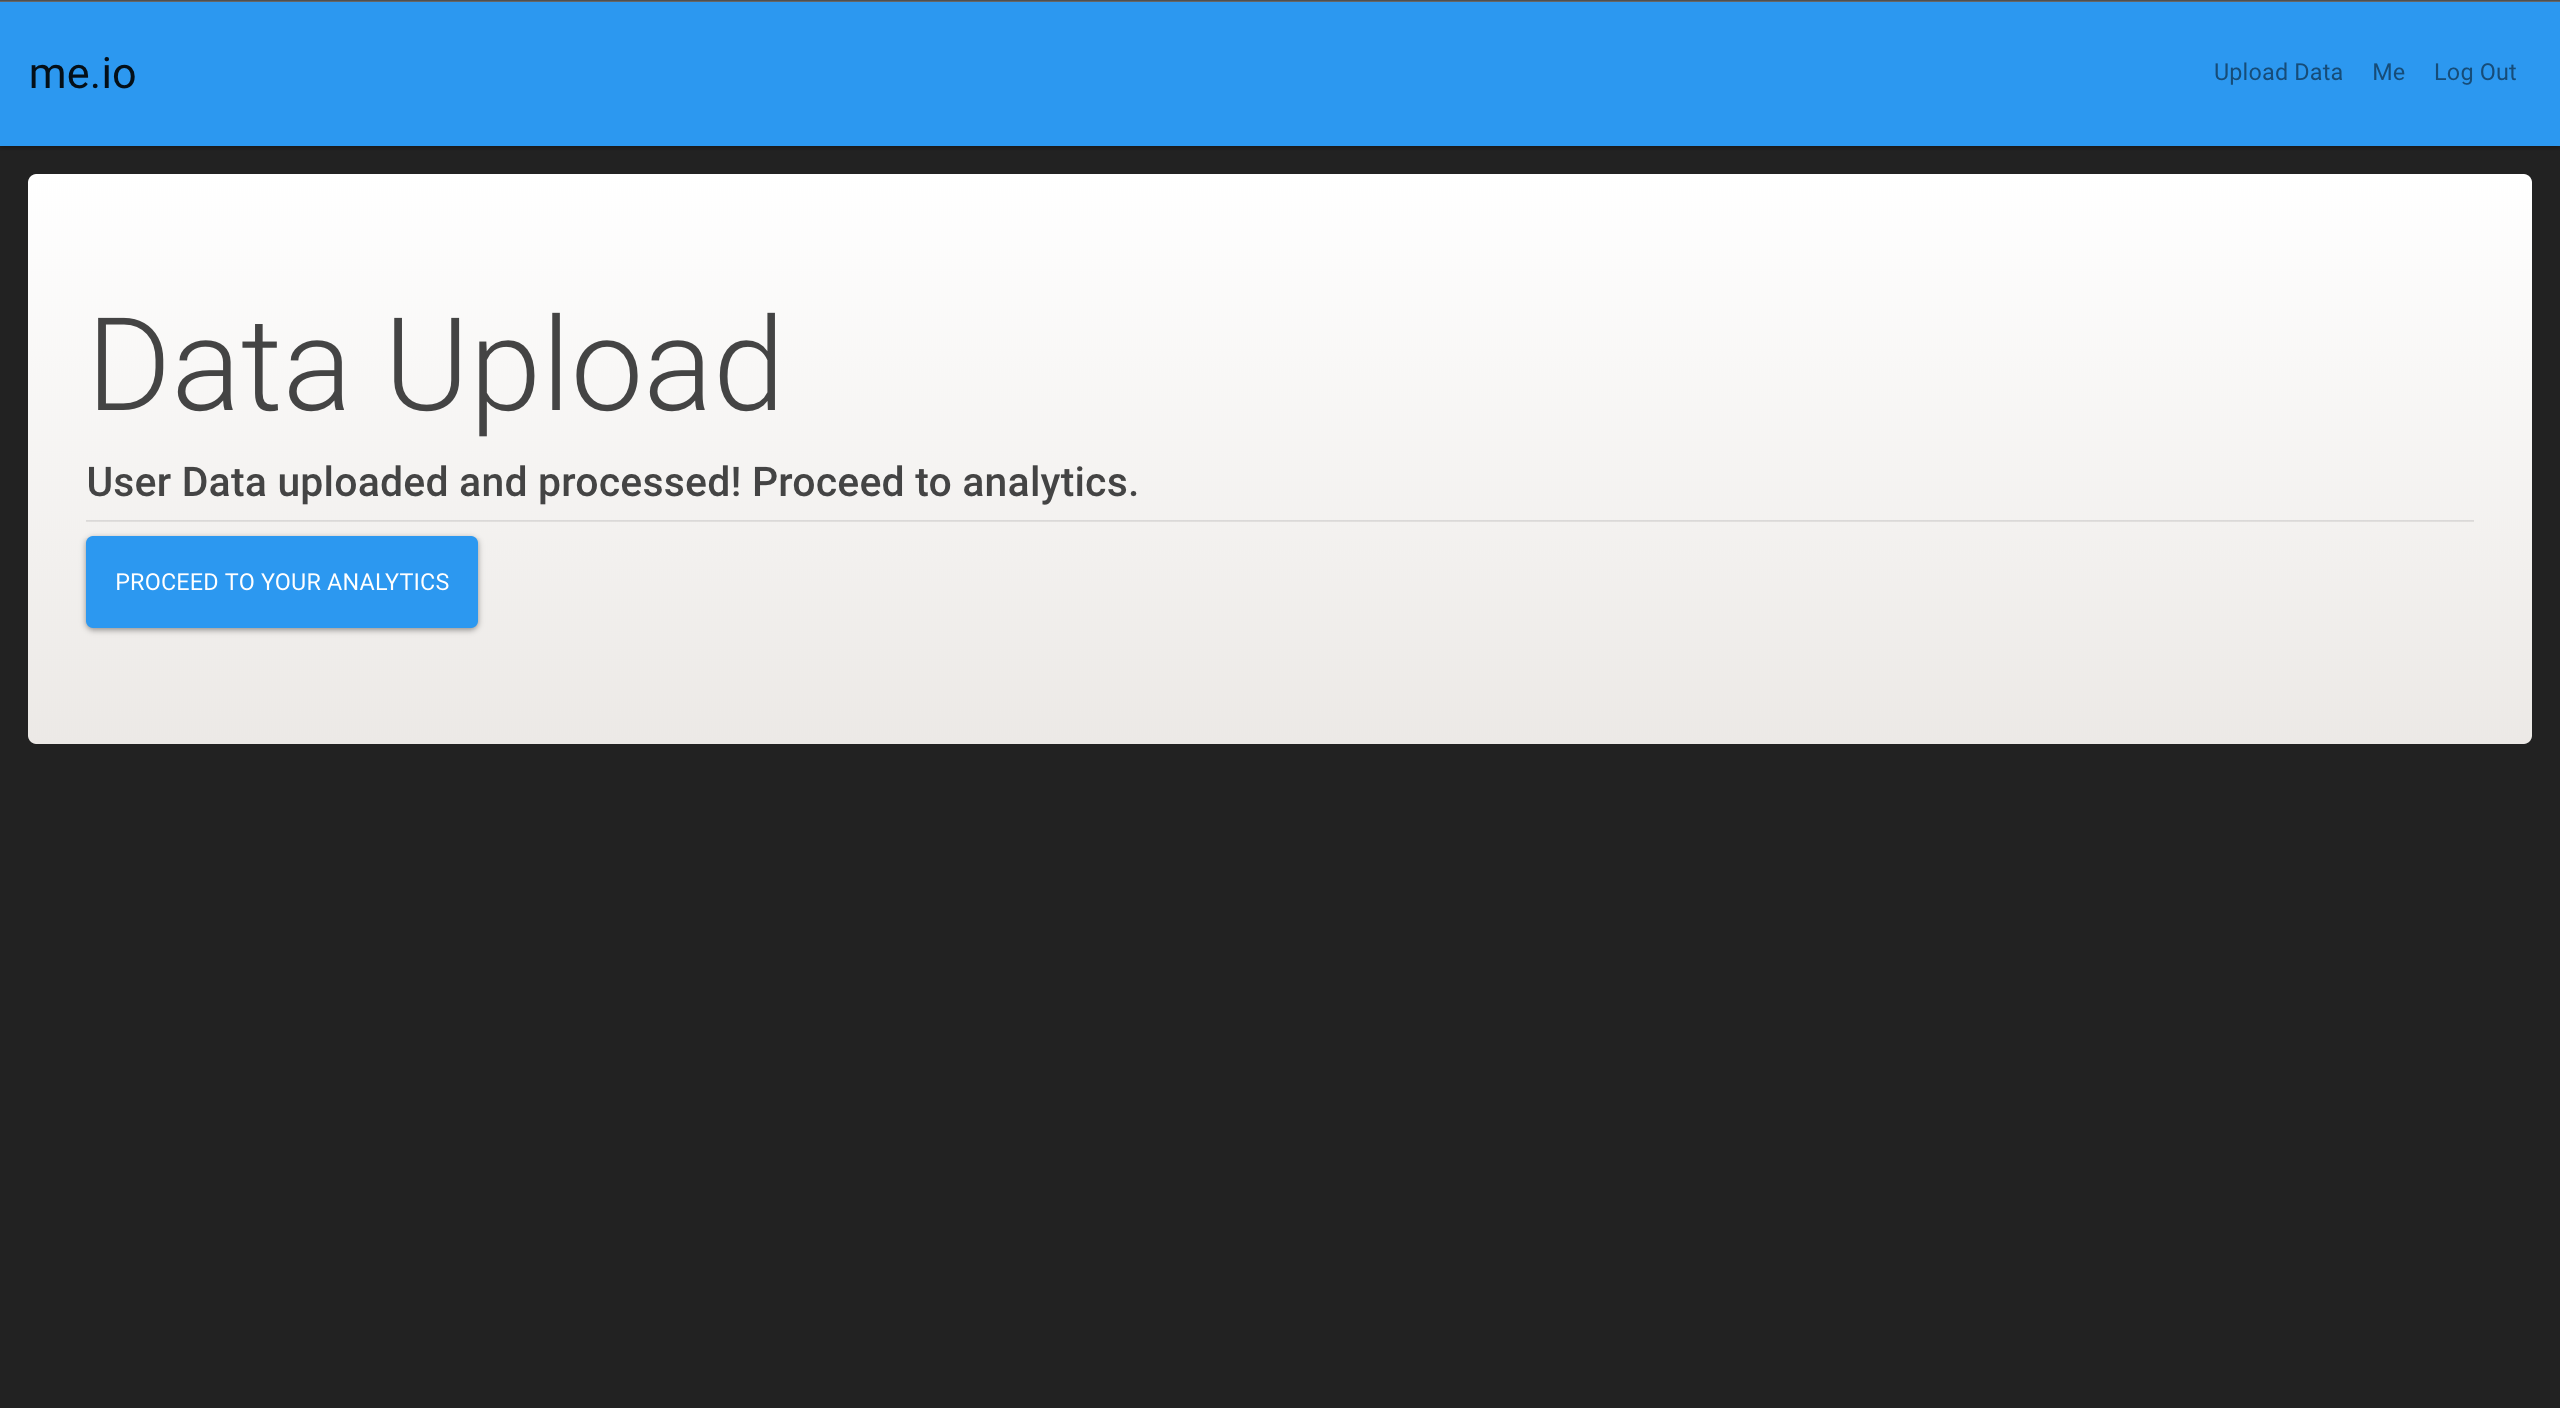 me.io
Upload Data Me Log Out
Data Upload
User Data uploaded and processed! Proceed to analytics.
PROCEED TO YOUR ANALYTICS